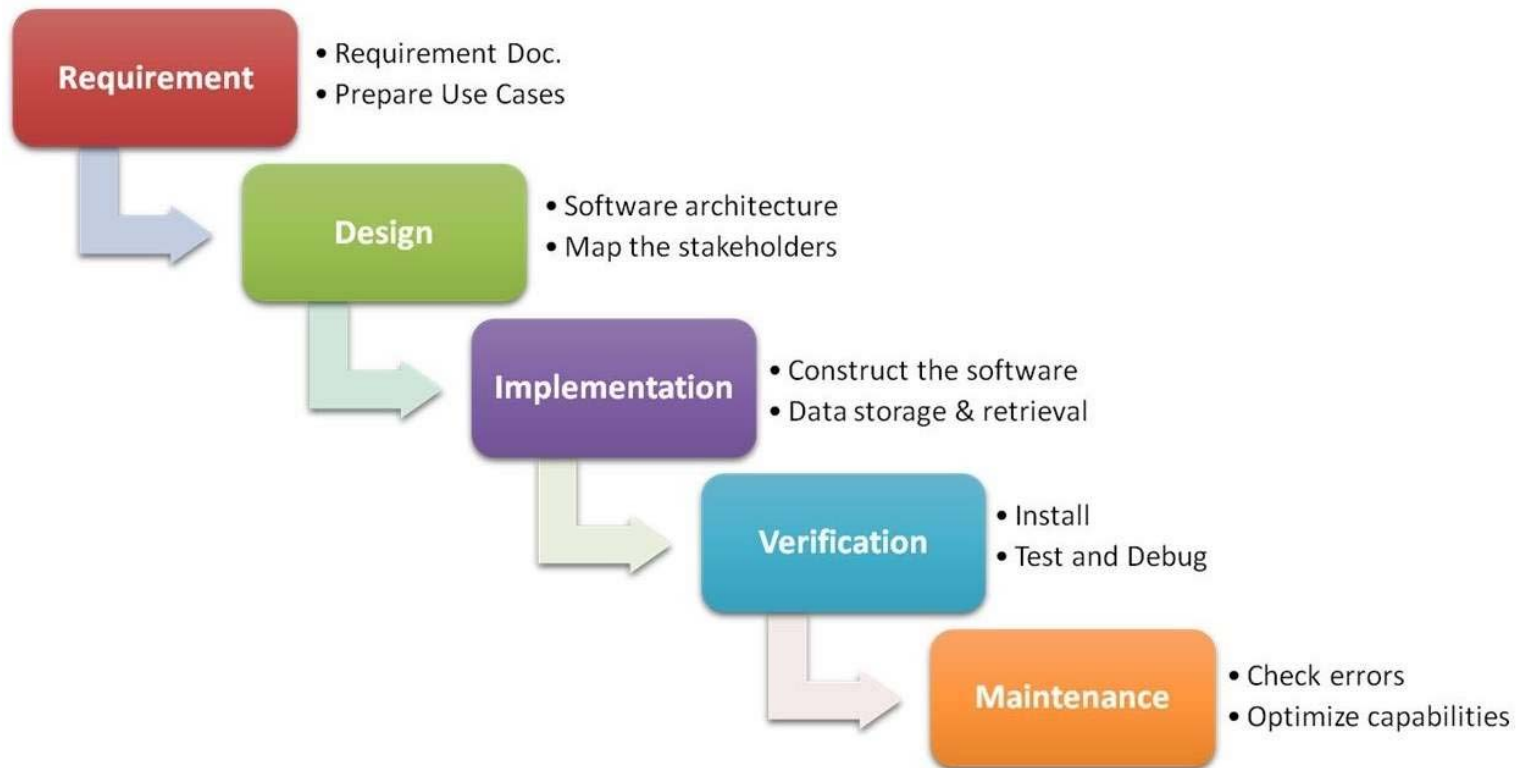 Requirement
• Requirement Doc.
• Prepare Use Cases
Design
• Software architecture
• Map the stakeholders
Implementation
• Construct the software
• Data storage & retrieval
Verification
• Install
• Test and Debug
Maintenance
• Check errors
• Optimize capabilities